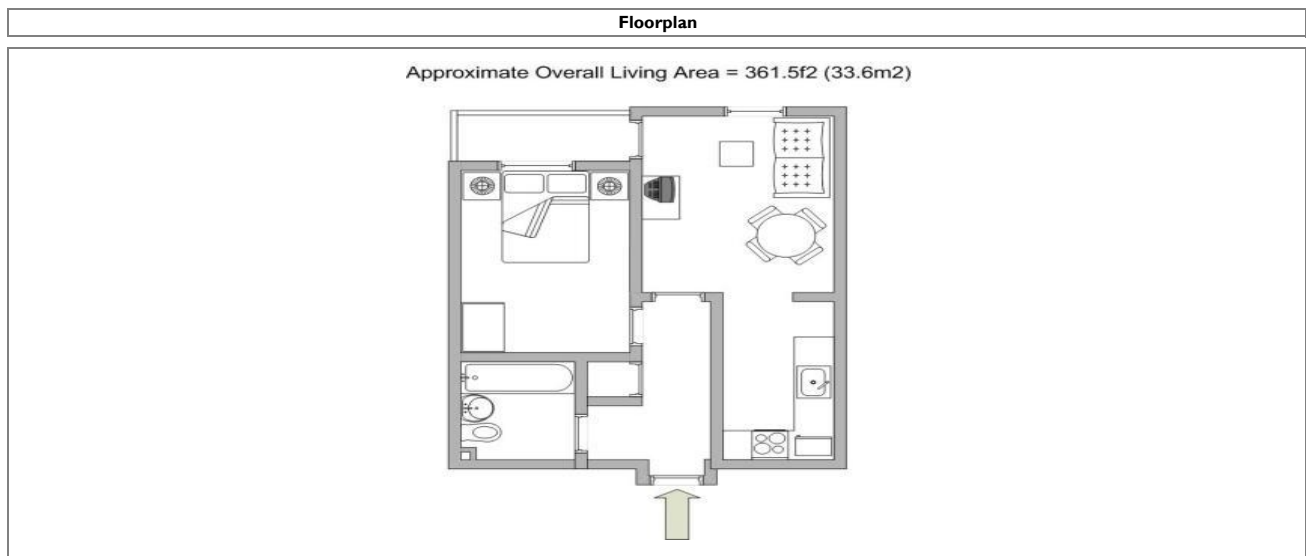 Floorplan
Approximate Overall Living Area = 361.5f2 (33.6m2)